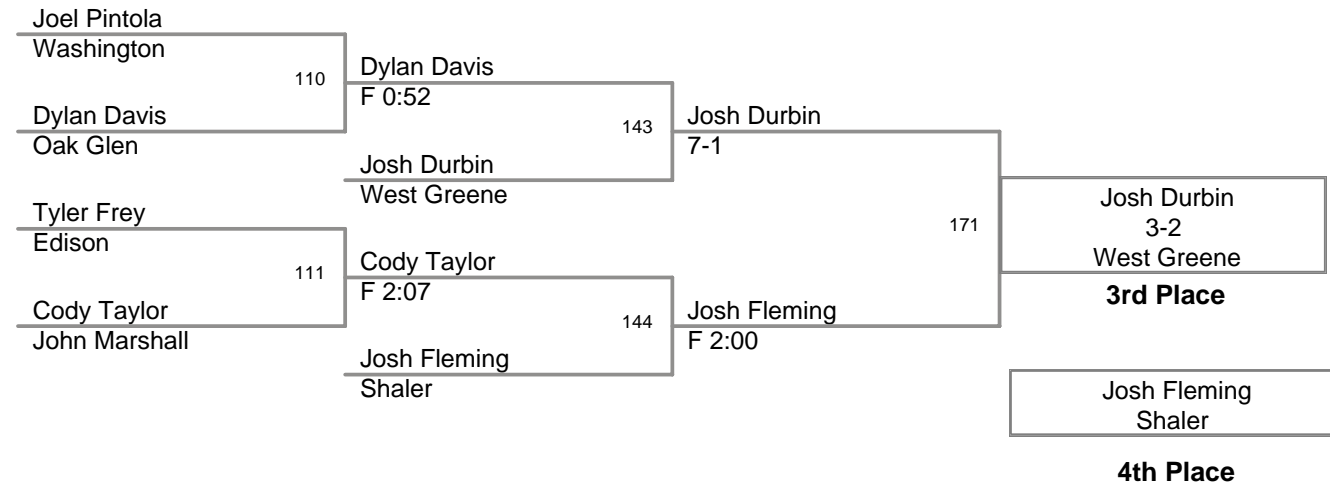 Joel Pintola
Washington
110
Dylan Davis
F 0:52
Dylan Davis
Oak Glen
143
Josh Durbin
7-1
Josh Durbin
West Greene
Tyler Frey
Edison
171
Josh Durbin
3-2
West Greene
3rd Place
111
Cody Taylor
F 2:07
Cody Taylor
John Marshall
144
Josh Fleming
F 2:00
Josh Fleming
Shaler
Josh Fleming
Shaler
4th Place